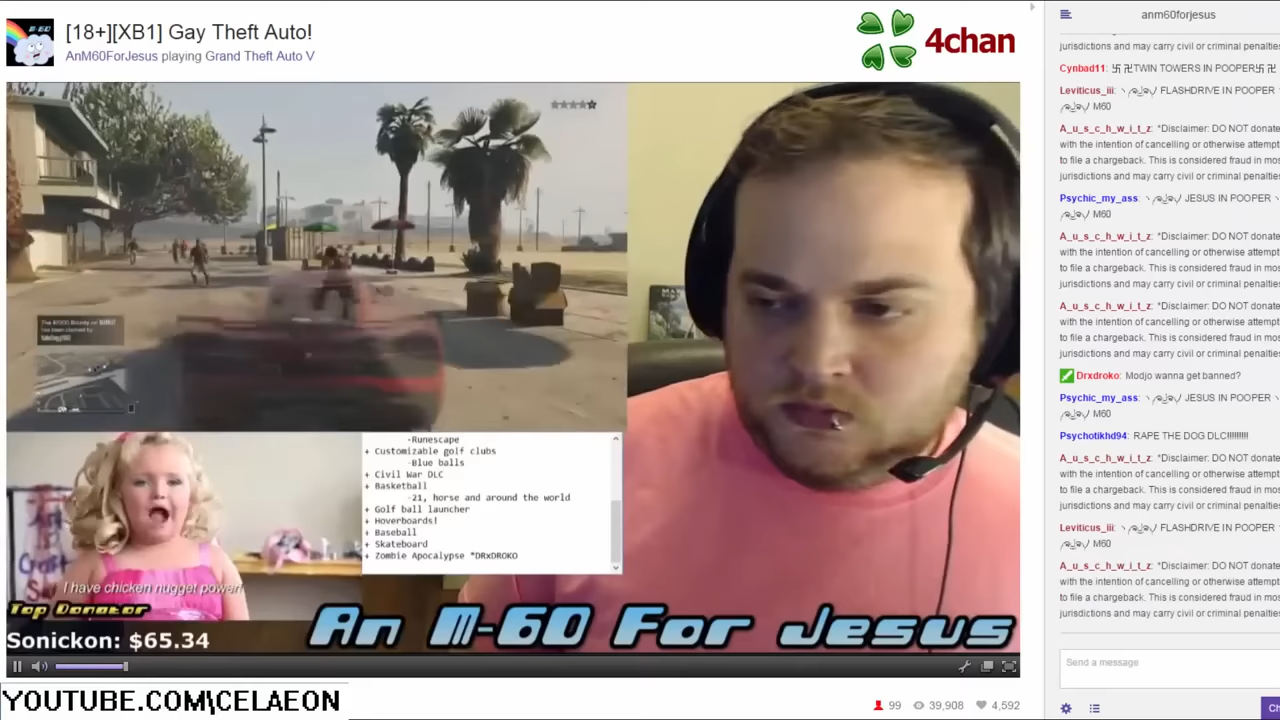 [18+][XB1] Gay Theft Auto!
AnM60ForJesus playing Grand Theft Auto V
4chan
I have chicken nugget power!
Top Donator
Sonickon: $65.34
-Runescape
+ Customizable golf clubs
-Blue balls
+ Civil War DLC
+ Basketball
-21, horse and around the world
+ Golf ball launcher
+ Hoverboards!
+ Baseball
+ Skateboard
+ Zombie Apocalypse *DRxDROKO
An M-60 For Jesus
YOUTUBE.COM\CELAEON
99 39,908 4,592
anm60forjesus
jurisdictions and may carry civil or criminal penaltie
Cynbad11: 卐 卍TWIN TOWERS IN POOPER卐 卍
Leviticus_iii: FLASHDRIVE IN POOPER
M60
A_u_s_c_h_w_i_t_z: *Disclaimer: DO NOT donate
with the intention of cancelling or otherwise attempt
to file a chargeback. This is considered fraud in mos
jurisdictions and may carry civil or criminal penaltie
Psychic_my_ass: JESUS IN POOPER
M60
A_u_s_c_h_w_i_t_z: *Disclaimer: DO NOT donate
with the intention of cancelling or otherwise attempt
to file a chargeback. This is considered fraud in mos
jurisdictions and may carry civil or criminal penaltie
A_u_s_c_h_w_i_t_z: *Disclaimer: DO NOT donate
with the intention of cancelling or otherwise attempt
to file a chargeback. This is considered fraud in mos
jurisdictions and may carry civil or criminal penaltie
Drxdroko: Modjo wanna get banned?
Psychic_my_ass: JESUS IN POOPER
M60
Psychotikhd94: RAPE THE DOG DLC!!!!!!!!!
A_u_s_c_h_w_i_t_z: *Disclaimer: DO NOT donate
with the intention of cancelling or otherwise attempt
to file a chargeback. This is considered fraud in mos
jurisdictions and may carry civil or criminal penaltie
Leviticus_iii: FLASHDRIVE IN POOPER
M60
A_u_s_c_h_w_i_t_z: *Disclaimer: DO NOT donate
with the intention of cancelling or otherwise attempt
to file a chargeback. This is considered fraud in mos
jurisdictions and may carry civil or criminal penaltie
Send a message
Ch